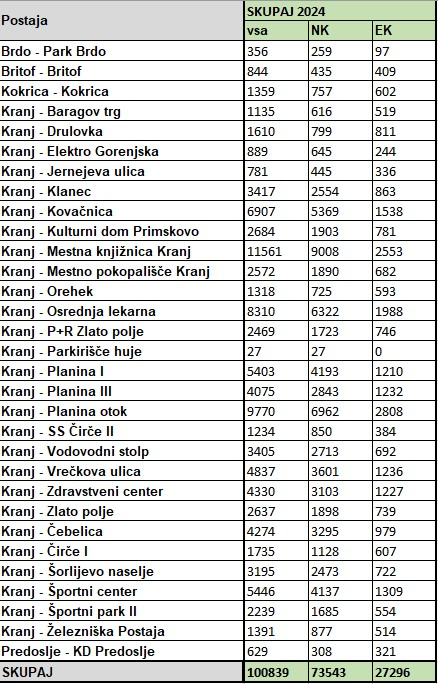 Postaja SKUPAJ 2024
vsa NK EK
Brdo - Park Brdo 356 259 97
Britof - Britof 844 435 409
Kokrica - Kokrica 1359 757 602
Kranj - Baragov trg 1135 616 519
Kranj - Drulovka 1610 799 811
Kranj - Elektro Gorenjska 889 645 244
Kranj - Jernejeva ulica 781 445 336
Kranj - Klanec 3417 2554 863
Kranj - Kovačnica 6907 5369 1538
Kranj - Kulturni dom Primskovo 2684 1903 781
Kranj - Mestna knjižnica Kranj 11561 9008 2553
Kranj - Mestno pokopališče Kranj 2572 1890 682
Kranj - Orehek 1318 725 593
Kranj - Osrednja lekarna 8310 6322 1988
Kranj - P+R Zlato polje 2469 1723 746
Kranj - Parkirišče huje 27 27 0
Kranj - Planina I 5403 4193 1210
Kranj - Planina III 4075 2843 1232
Kranj - Planina otok 9770 6962 2808
Kranj - SS Čirče II 1234 850 384
Kranj - Vodovodni stolp 3405 2713 692
Kranj - Vrečkova ulica 4837 3601 1236
Kranj - Zdravstveni center 4330 3103 1227
Kranj - Zlato polje 2637 1898 739
Kranj - Čebelica 4274 3295 979
Kranj - Čirče I 1735 1128 607
Kranj - Šorlijevo naselje 3195 2473 722
Kranj - Športni center 5446 4137 1309
Kranj - Športni park II 2239 1685 554
Kranj - Železniška Postaja 1391 877 514
Predoslje - KD Predoslje 629 308 321
SKUPAJ 100839 73543 27296